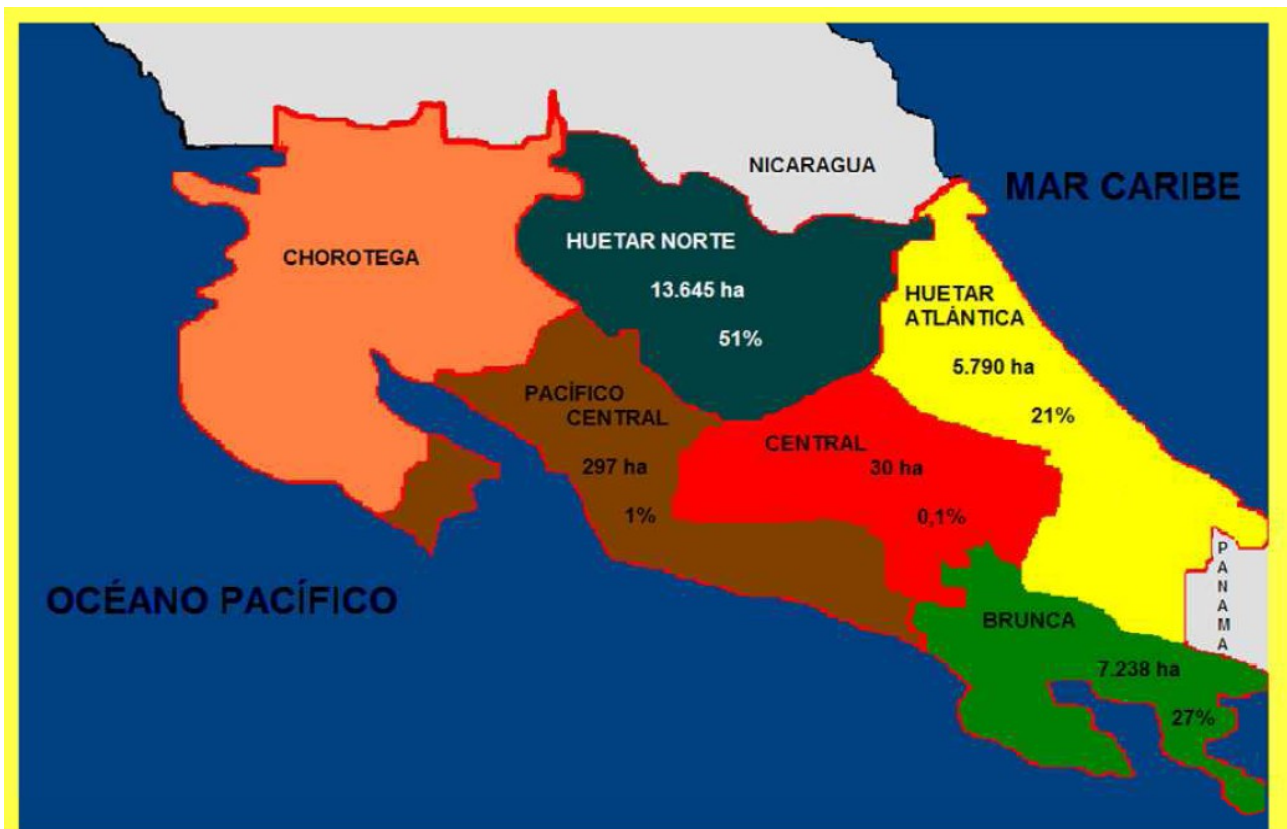 NICARAGUA
MAR CARIBE
HUETAR NORTE
13.645 ha
51%
CHOROTEGA
HUETAR
ATLÁNTICA
5.790 ha
21%
PACÍFICO
CENTRAL
297 ha
1%
CENTRAL
30 ha
0,1%
PANAMA
OCÉANO PACÍFICO
BRUNCA
7.238 ha
27%